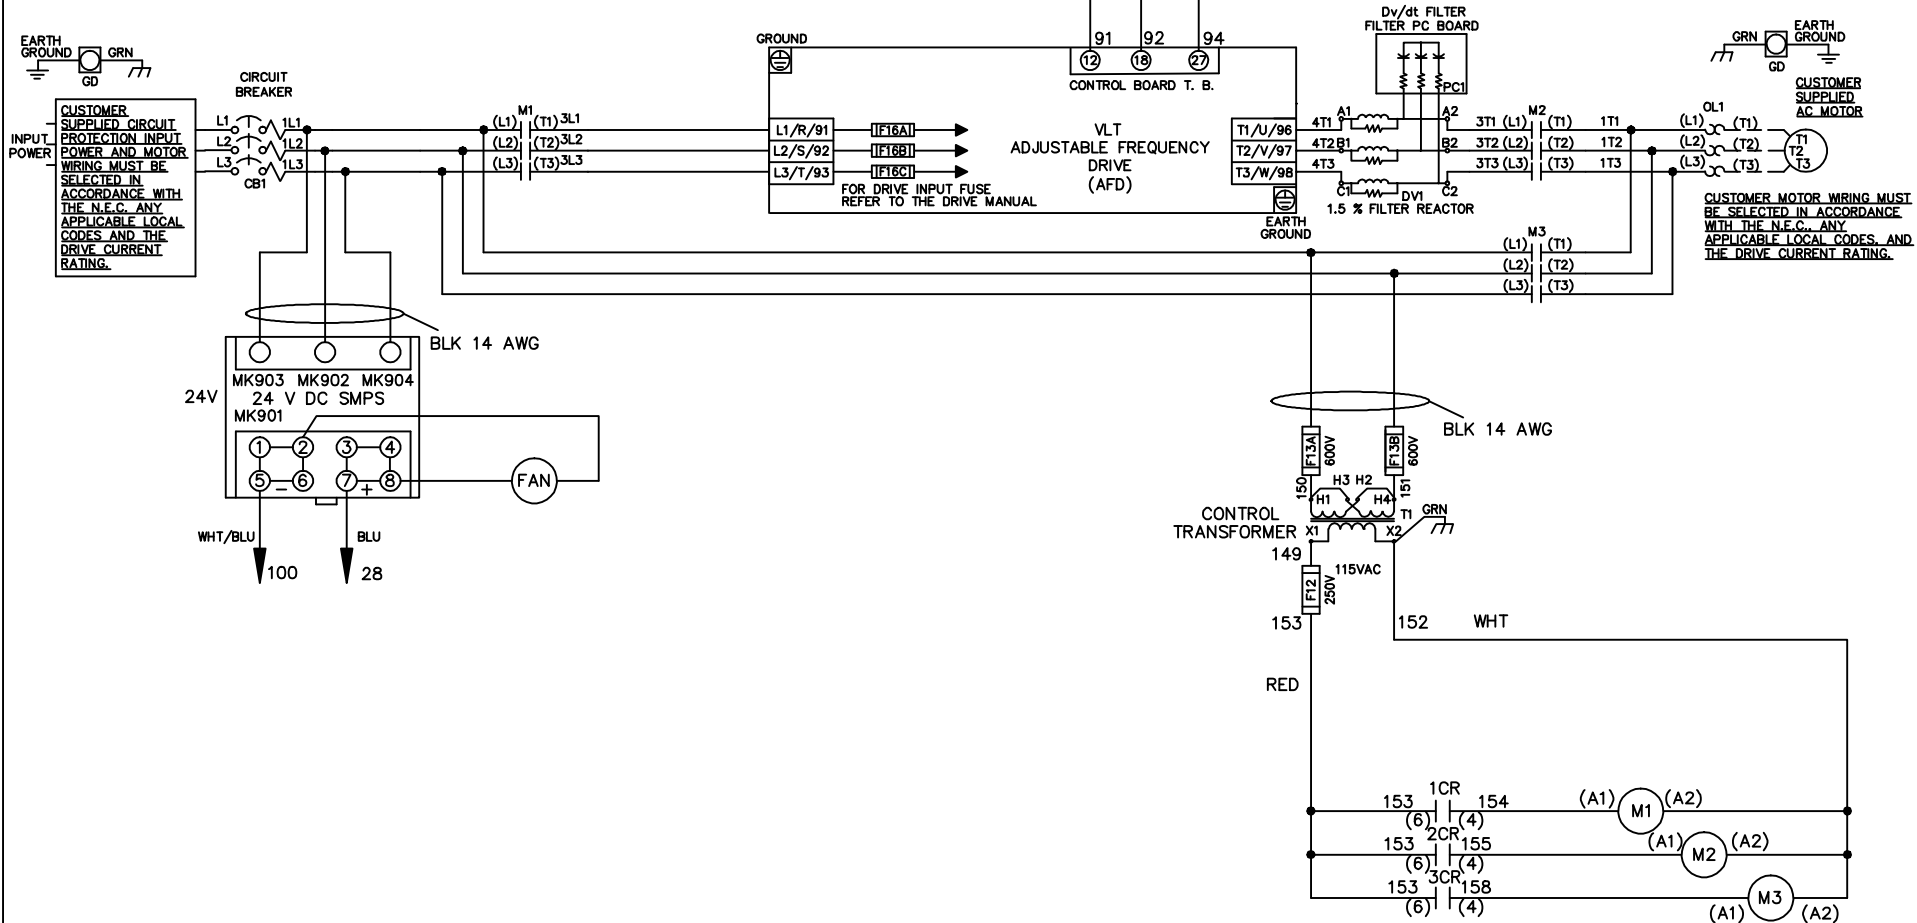 EARTH
GROUND
GRN
GD
CIRCUIT
BREAKER
CUSTOMER
SUPPLIED CIRCUIT
PROTECTION INPUT
POWER AND MOTOR
WIRING MUST BE
SELECTED IN
ACCORDANCE WITH
THE N.E.C. ANY
APPLICABLE LOCAL
CODES AND THE
DRIVE CURRENT
RATING.
INPUT
POWER
L1 1L1
L2 1L2
L3 1L3
CB1
M1
(L1) (T1) 3L1
(L2) (T2) 3L2
(L3) (T3) 3L3
GROUND
91 92 94
12 18 27
CONTROL BOARD T. B.
L1/R/91 F16A
L2/S/92 F16B
L3/T/93 F16C
FOR DRIVE INPUT FUSE
REFER TO THE DRIVE MANUAL
VLT
ADJUSTABLE FREQUENCY
DRIVE
(AFD)
T1/U/96
T2/V/97
T3/W/98
EARTH
GROUND
Dv/dt FILTER
FILTER PC BOARD
PC1
4T1 A1 A2
4T2 B1 B2
4T3 C1 C2
DV1
1.5 % FILTER REACTOR
M2
3T1 (L1) (T1) 1T1
3T2 (L2) (T2) 1T2
3T3 (L3) (T3) 1T3
GRN
EARTH
GROUND
GD
CUSTOMER
SUPPLIED
AC MOTOR
OL1
(L1) (T1)
(L2) (T2)
(L3) (T3)
T1
T2
T3
CUSTOMER MOTOR WIRING MUST
BE SELECTED IN ACCORDANCE
WITH THE N.E.C., ANY
APPLICABLE LOCAL CODES, AND
THE DRIVE CURRENT RATING.
M3
(L1) (T1)
(L2) (T2)
(L3) (T3)
BLK 14 AWG
MK903 MK902 MK904
24V
24 V DC SMPS
MK901
1 2 3 4
5 - 6 7 + 8
FAN
WHT/BLU
BLU
100
28
BLK 14 AWG
F13A
600V
F13B
600V
150
151
H3 H2
H1 H4
T1
GRN
CONTROL
TRANSFORMER
X1 X2
149
115VAC
F12
250V
153
152 WHT
RED
1CR
153 154 (A1) M1 (A2)
(6) (4)
2CR
153 155 (A1) M2 (A2)
(6) (4)
3CR
153 158 M3
(6) (4) (A1) (A2)